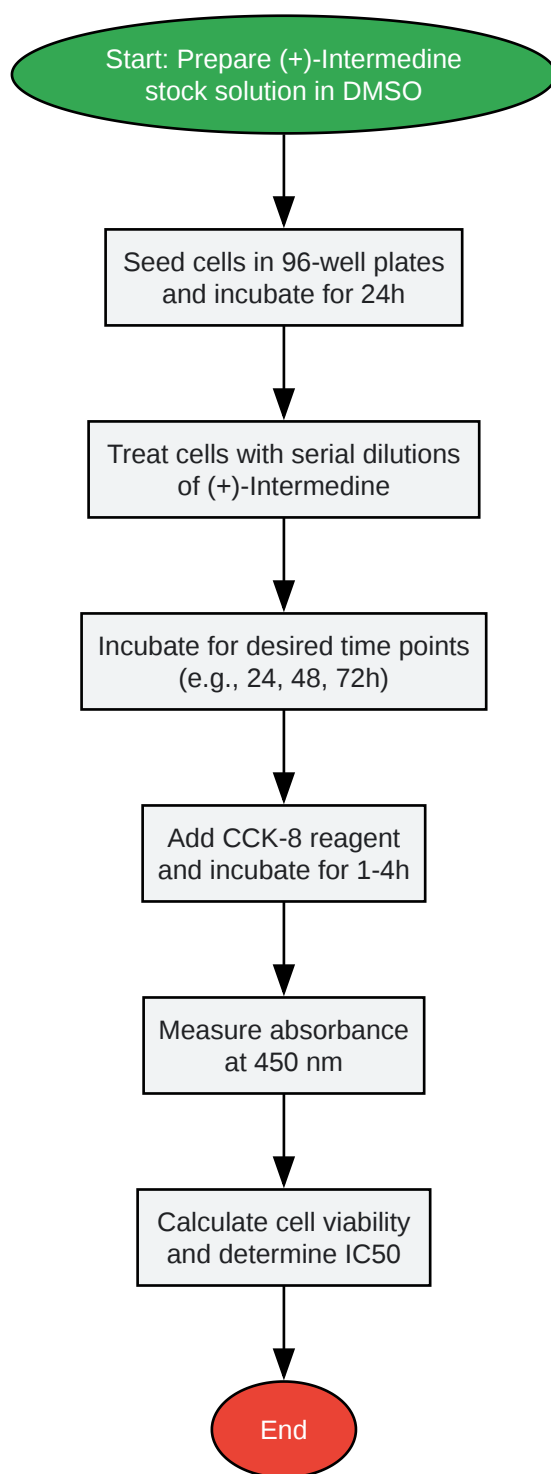 Start: Prepare (+)-Intermedine
stock solution in DMSO
Seed cells in 96-well plates
and incubate for 24h
Treat cells with serial dilutions
of (+)-Intermedine
Incubate for desired time points
(e.g., 24, 48, 72h)
Add CCK-8 reagent
and incubate for 1-4h
Measure absorbance
at 450 nm
Calculate cell viability
and determine IC50
End